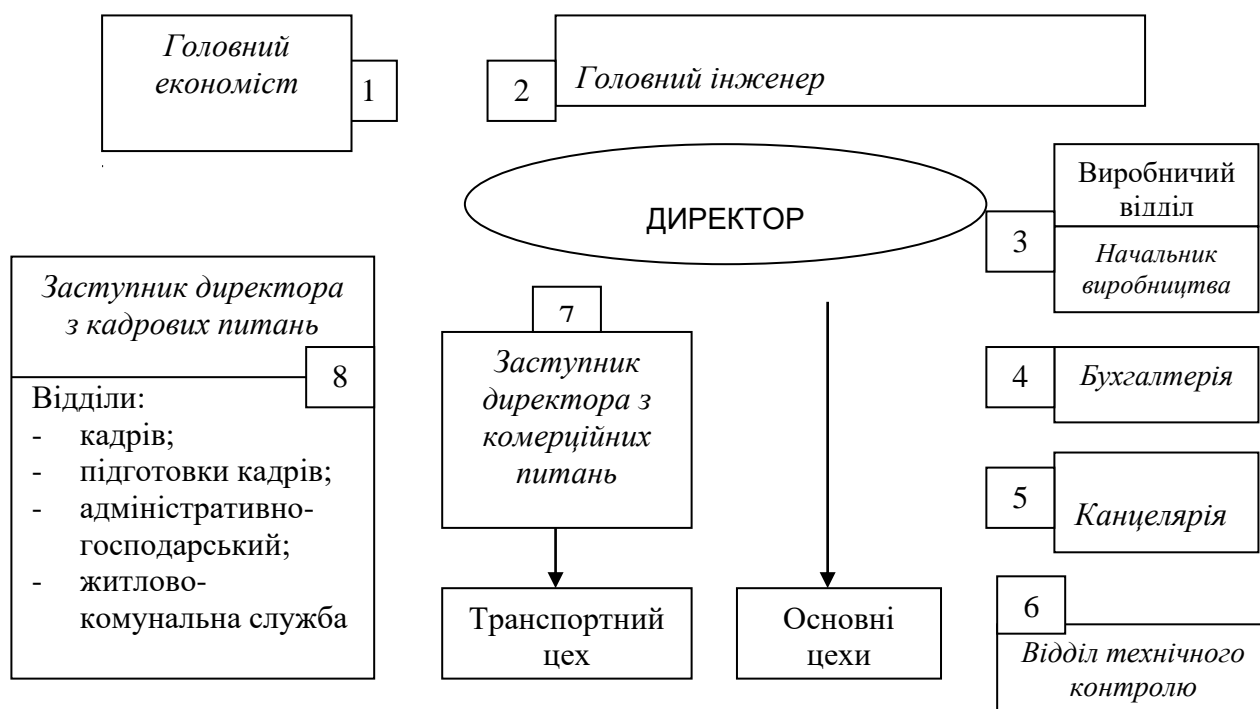 Головний
економіст
1
2
Головний інженер
ДИРЕКТОР
Виробничий
відділ
3
Начальник
виробництва
Заступник директора
з кадрових питань
8
Відділи:
- кадрів;
- підготовки кадрів;
- адміністративно-
господарський;
- житлово-
комунальна служба
7
Заступник
директора з
комерційних
питань
4
Бухгалтерія
5
Канцелярія
Транспортний
цех
Основні
цехи
6
Відділ технічного
контролю